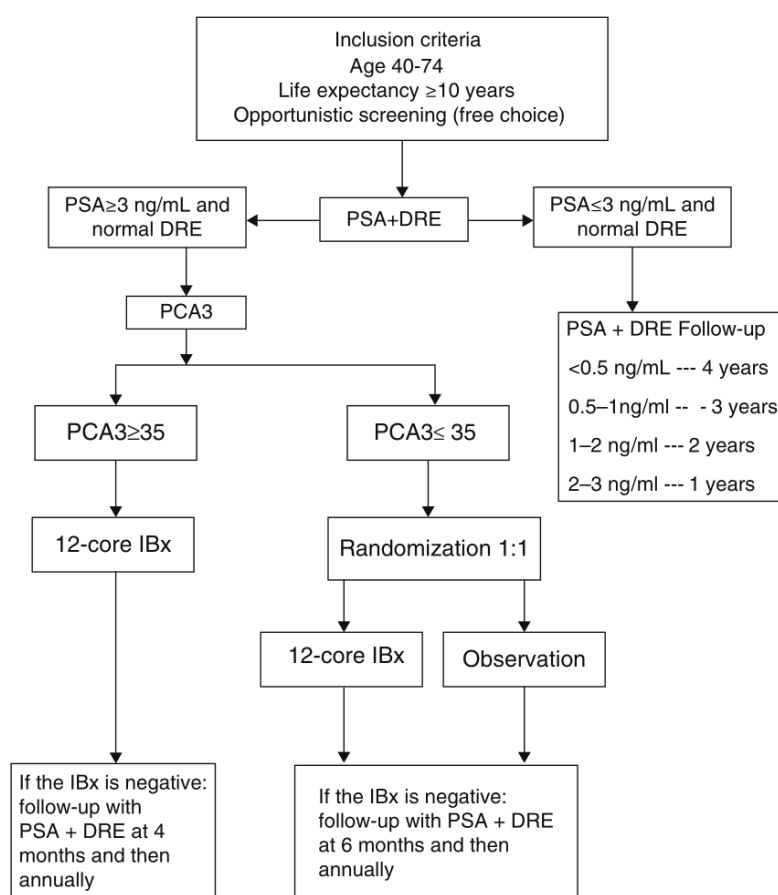 Inclusion criteria
Age 40-74
Life expectancy ≥10 years
Opportunistic screening (free choice)
PSA≥3 ng/mL and
normal DRE
PSA+DRE
PSA≤3 ng/mL and
normal DRE
PCA3
PSA + DRE Follow-up
<0.5 ng/mL --- 4 years
0.5–1ng/ml -- - 3 years
1–2 ng/ml --- 2 years
2–3 ng/ml --- 1 years
PCA3≥35
PCA3≤ 35
12-core IBx
Randomization 1:1
12-core IBx
Observation
If the IBx is negative:
follow-up with
PSA + DRE at 4
months and then
annually
If the IBx is negative:
follow-up with PSA + DRE
at 6 months and then
annually